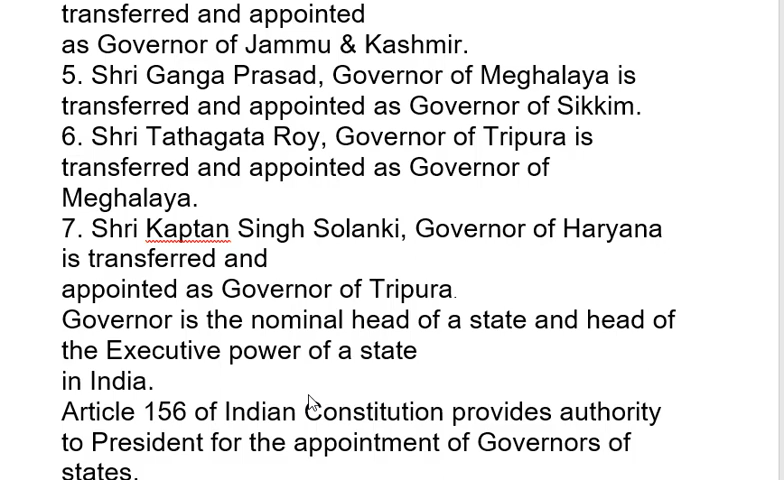 transferred and appointed
as Governor of Jammu & Kashmir.
5. Shri Ganga Prasad, Governor of Meghalaya is
transferred and appointed as Governor of Sikkim.
6. Shri Tathagata Roy, Governor of Tripura is
transferred and appointed as Governor of
Meghalaya.
7. Shri Kaptan Singh Solanki, Governor of Haryana
is transferred and
appointed as Governor of Tripura.
Governor is the nominal head of a state and head of
the Executive power of a state
in India.
Article 156 of Indian Constitution provides authority
to President for the appointment of Governors of
states.